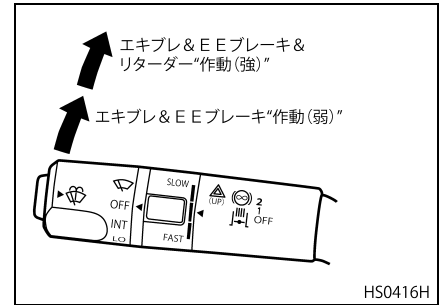 エキブレ＆ＥＥブレーキ＆
リターダー“作動（強）”
エキブレ＆ＥＥブレーキ“作動（弱）”
SLOW
OFF
INT
LO
FAST
(UP)
2
1
OFF
HS0416H